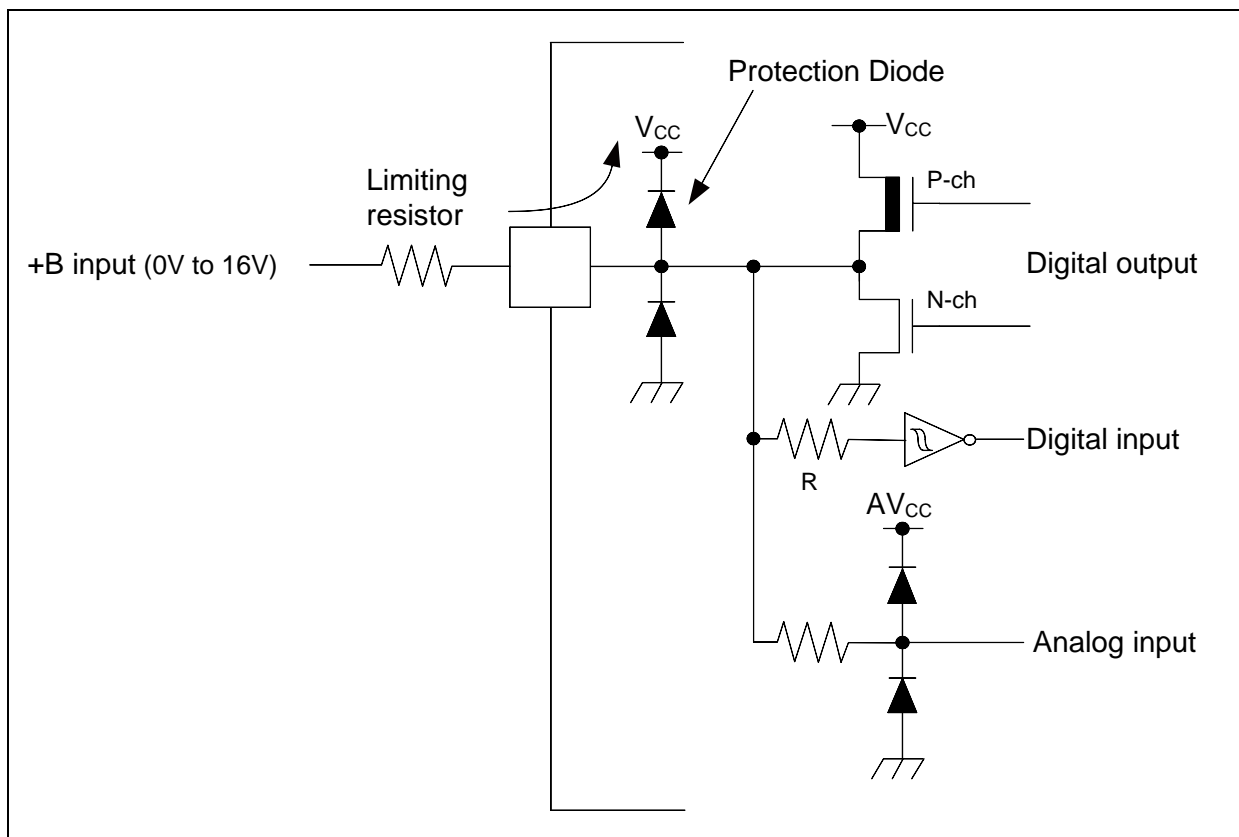 Protection Diode
VCC
VCC
Limiting
resistor
P-ch
+B input (0V to 16V)
Digital output
N-ch
Digital input
R
AVCC
Analog input